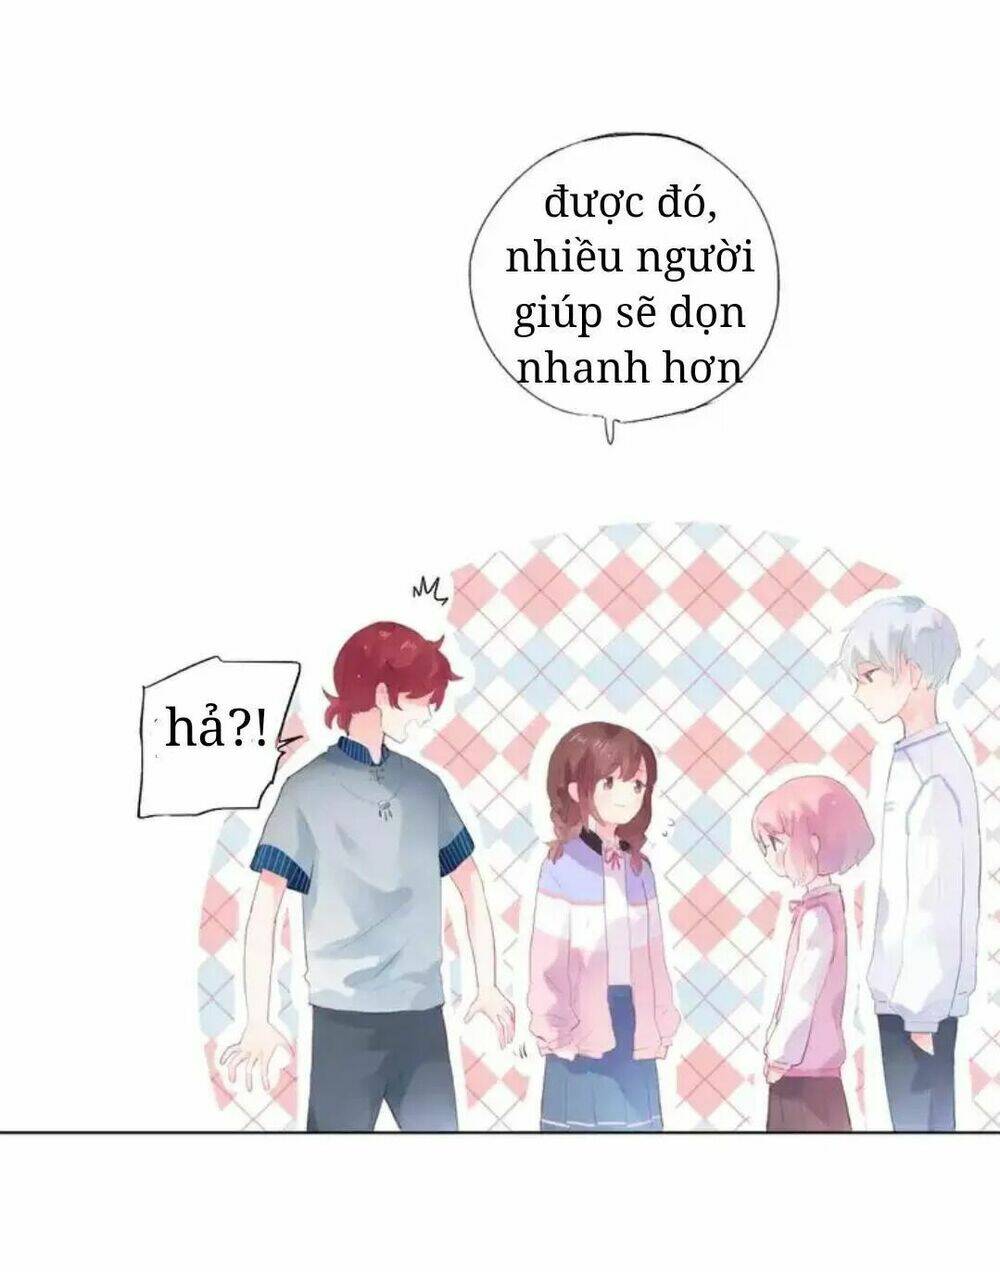 được đó,
nhiều người
giúp sẽ dọn
nhanh hơn
hả?!